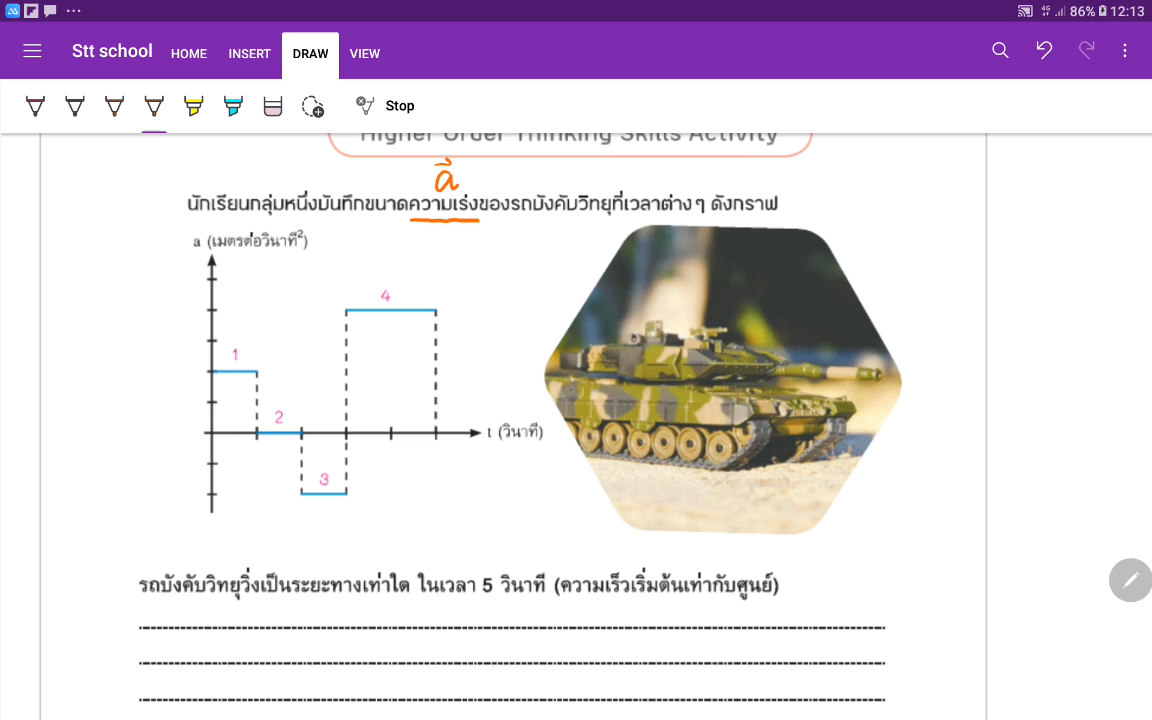 86% 12:13
Stt school HOME INSERT DRAW VIEW
Stop
Higher Order Thinking Skills Activity
a
นักเรียนกลุ่มหนึ่งบันทึกขนาดความเร่งของรถบังคับวิทยุที่เวลาต่าง ๆ ดังกราฟ
a (เมตรต่อวินาที²)
4
1
2
t (วินาที)
3
รถบังคับวิทยุวิ่งเป็นระยะทางเท่าใด ในเวลา 5 วินาที (ความเร็วเริ่มต้นเท่ากับศูนย์)